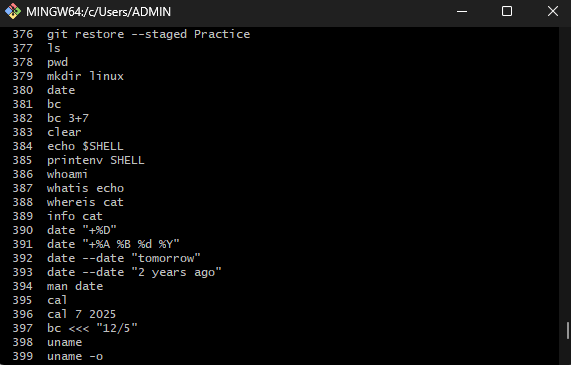 MINGW64:/c/Users/ADMIN
376 git restore --staged Practice
377 ls
378 pwd
379 mkdir linux
380 date
381 bc
382 bc 3+7
383 clear
384 echo $SHELL
385 printenv SHELL
386 whoami
387 whatis echo
388 whereis cat
389 info cat
390 date "+%D"
391 date "+%A %B %d %Y"
392 date --date "tomorrow"
393 date --date "2 years ago"
394 man date
395 cal
396 cal 7 2025
397 bc <<< "12/5"
398 uname
399 uname -o